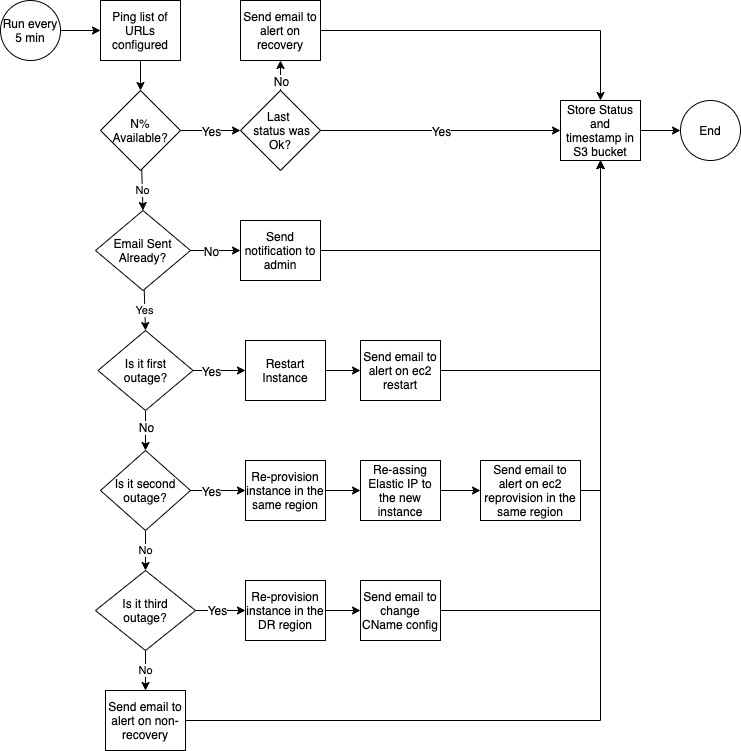 Run every
5 min
Ping list of
URLs
configured
Send email to
alert on
recovery
No
N%
Available?
Yes
Last
status was
Ok?
Yes
Store Status
and
timestamp in
S3 bucket
End
No
Email Sent
Already?
No
Send
notification to
admin
Yes
Is it first
outage?
Yes
Restart
Instance
Send email to
alert on ec2
restart
No
Is it second
outage?
Yes
Re-provision
instance in the
same region
Re-assing
Elastic IP to
the new
instance
Send email to
alert on ec2
reprovision in the
same region
No
Is it third
outage?
Yes
Re-provision
instance in the
DR region
Send email to
change
CName config
No
Send email to
alert on non-
recovery